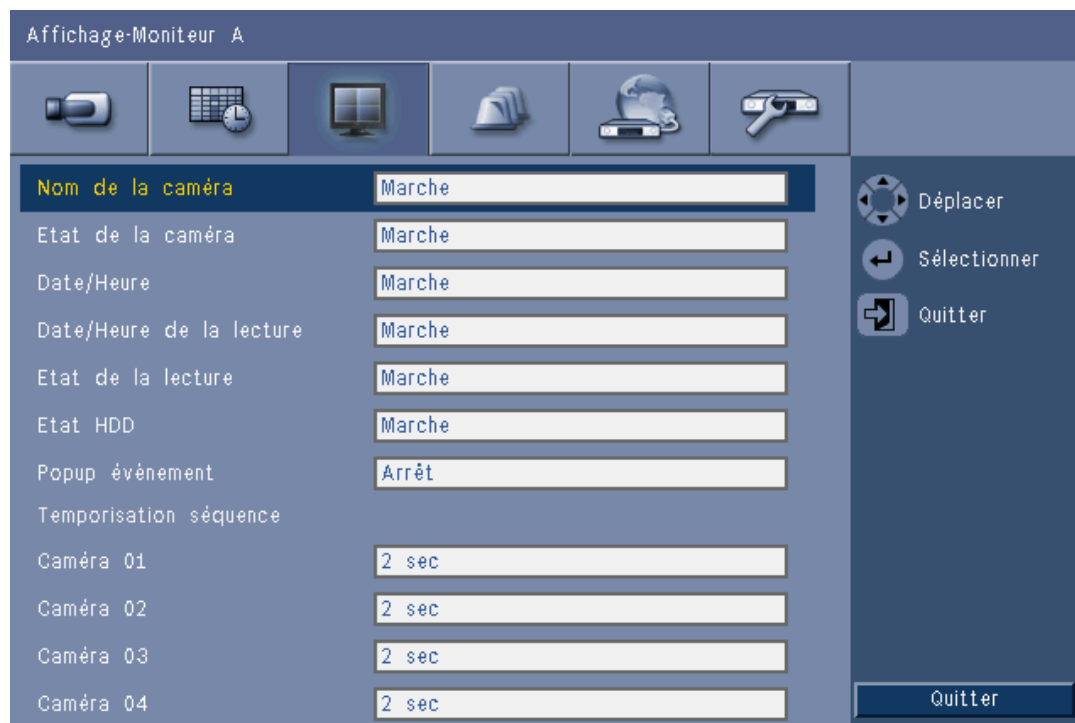 Affichage-Moniteur A
Nom de la caméra Marche
Etat de la caméra Marche
Date/Heure Marche
Date/Heure de la lecture Marche
Etat de la lecture Marche
Etat HDD Marche
Popup évènement Arrêt
Temporisation séquence
Caméra 01 2 sec
Caméra 02 2 sec
Caméra 03 2 sec
Caméra 04 2 sec
Déplacer
Sélectionner
Quitter
Quitter